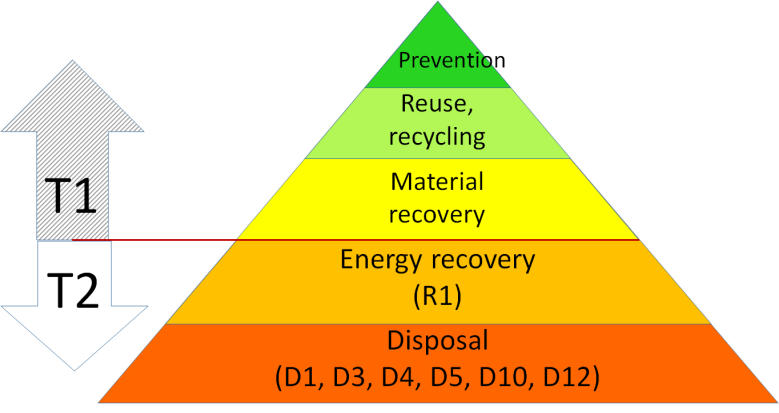 Prevention
Reuse,
recycling
T1
Material
recovery
Energy recovery
(R1)
T2
Disposal
(D1, D3, D4, D5, D10, D12)